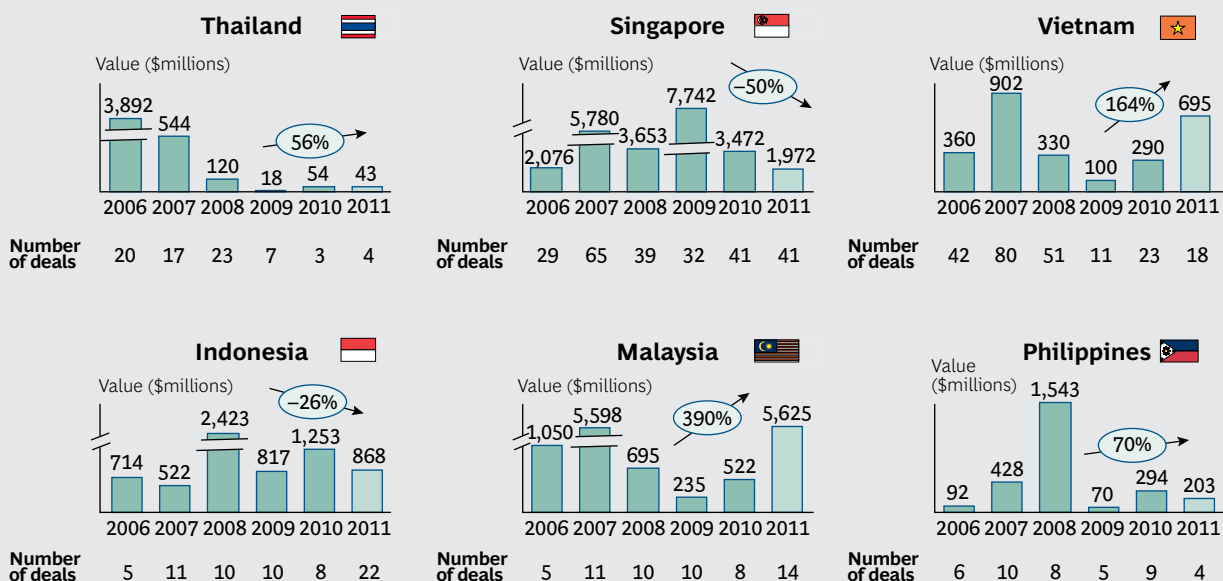 Thailand
Value ($millions)
3,892
544
120
18
54
43
56%
2006 2007 2008 2009 2010 2011
Number
of deals
20 17 23 7 3 4
Singapore
Value ($millions)
2,076
5,780
3,653
7,742
3,472
1,972
–50%
2006 2007 2008 2009 2010 2011
Number
of deals
29 65 39 32 41 41
Vietnam
Value ($millions)
360
902
330
100
290
695
164%
2006 2007 2008 2009 2010 2011
Number
of deals
42 80 51 11 23 18
Indonesia
Value ($millions)
714
522
2,423
817
1,253
868
–26%
2006 2007 2008 2009 2010 2011
Number
of deals
5 11 10 10 8 22
Malaysia
Value ($millions)
1,050
5,598
695
235
522
5,625
390%
2006 2007 2008 2009 2010 2011
Number
of deals
5 11 10 10 8 14
Philippines
Value
($millions)
92
428
1,543
70
294
203
70%
2006 2007 2008 2009 2010 2011
Number
of deals
6 10 8 5 9 4